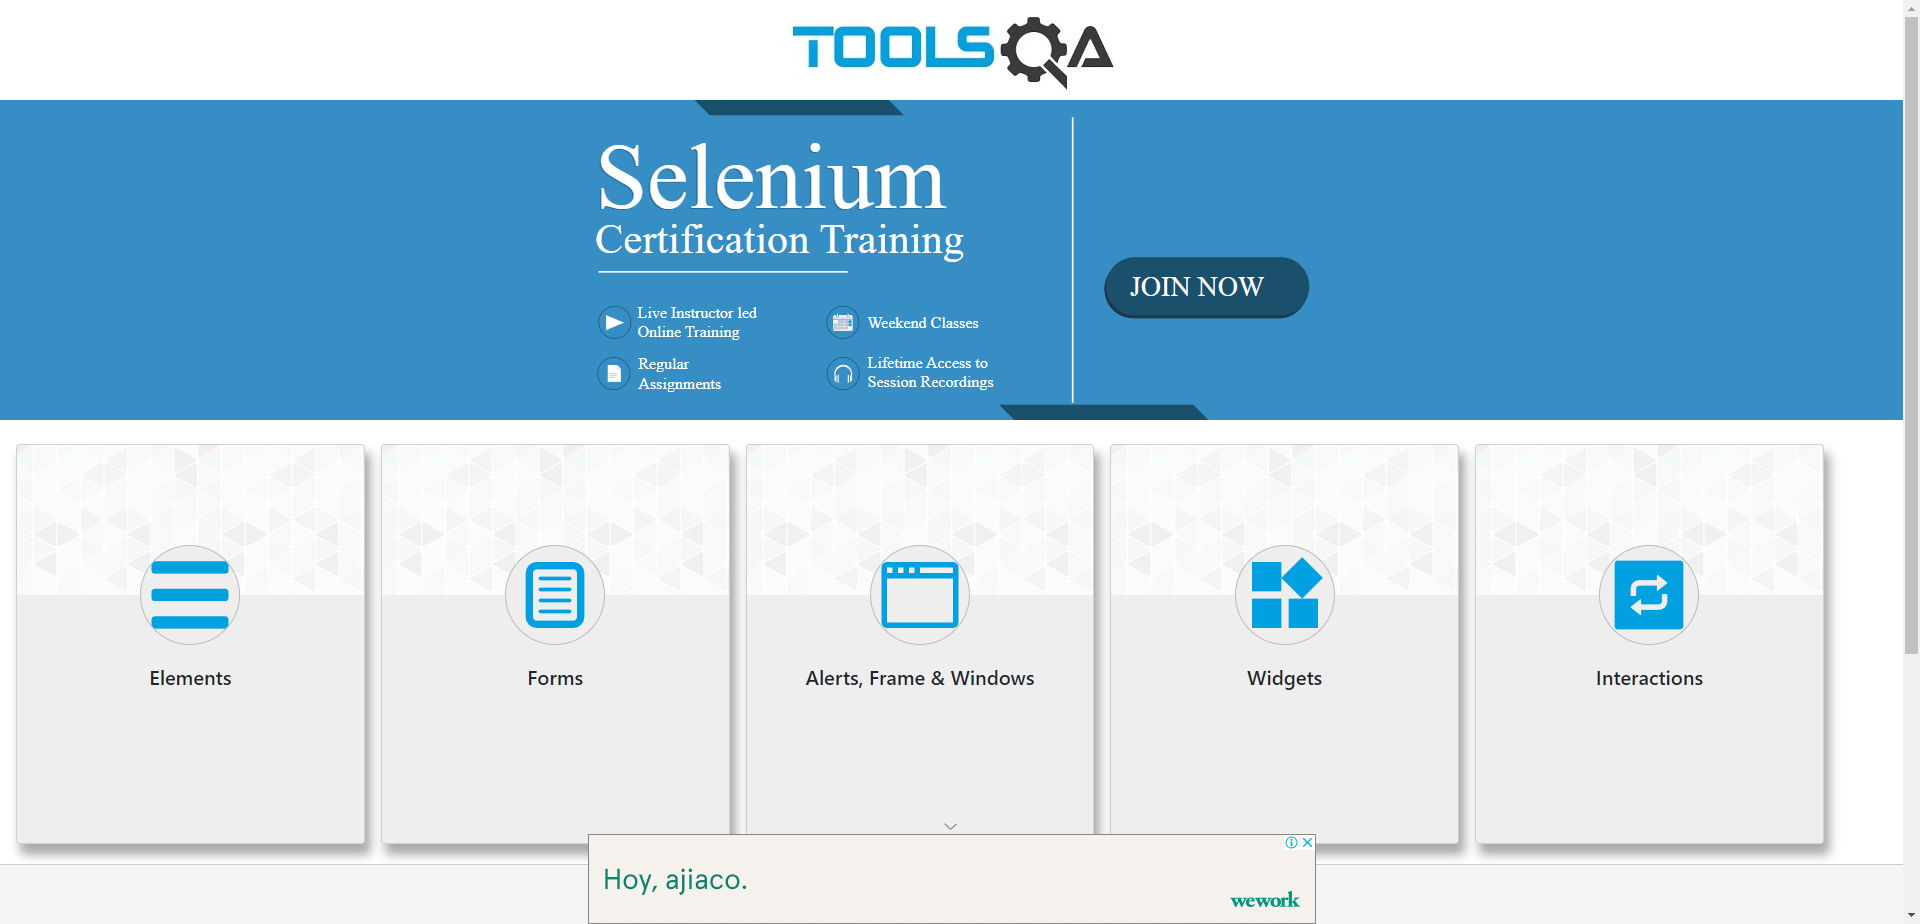 TOOLSQA
Selenium
Certification Training
Live Instructor led
Online Training
Weekend Classes
Regular
Assignments
Lifetime Access to
Session Recordings
JOIN NOW
Elements
Forms
Alerts, Frame & Windows
Widgets
Interactions
Hoy, ajiaco.
wework